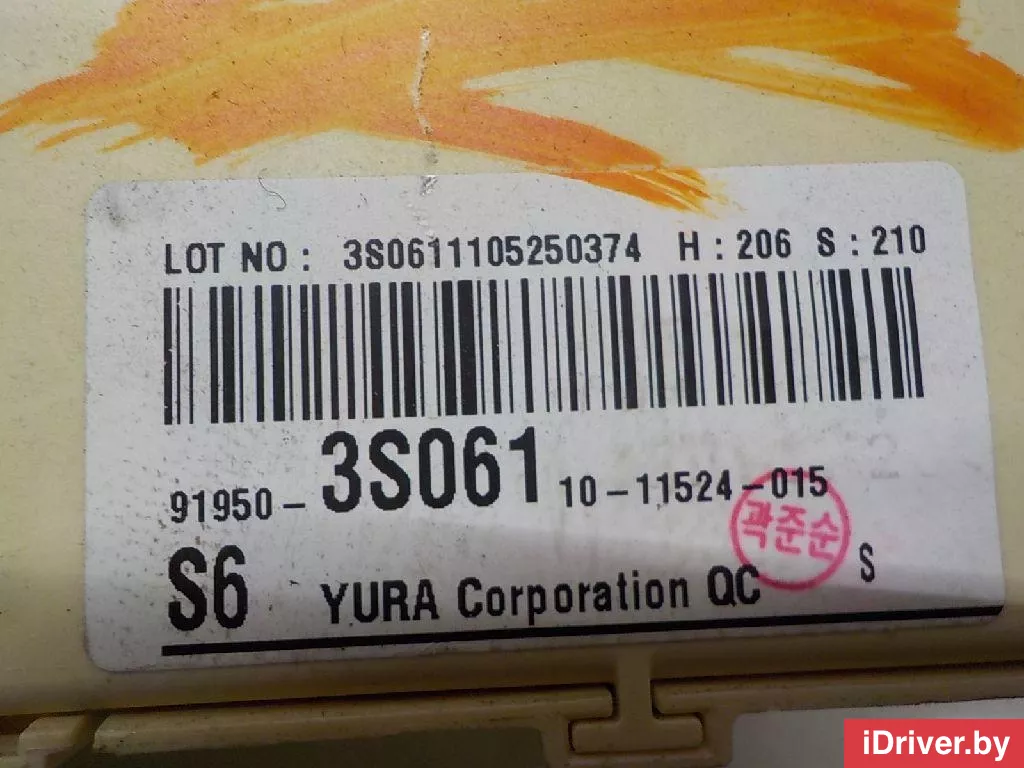 LOT NO : 3S0611105250374 H : 206 S : 210
91950- 3S061 10-11524-015
곽준순
S6 YURA Corporation QC S
iDriver.by